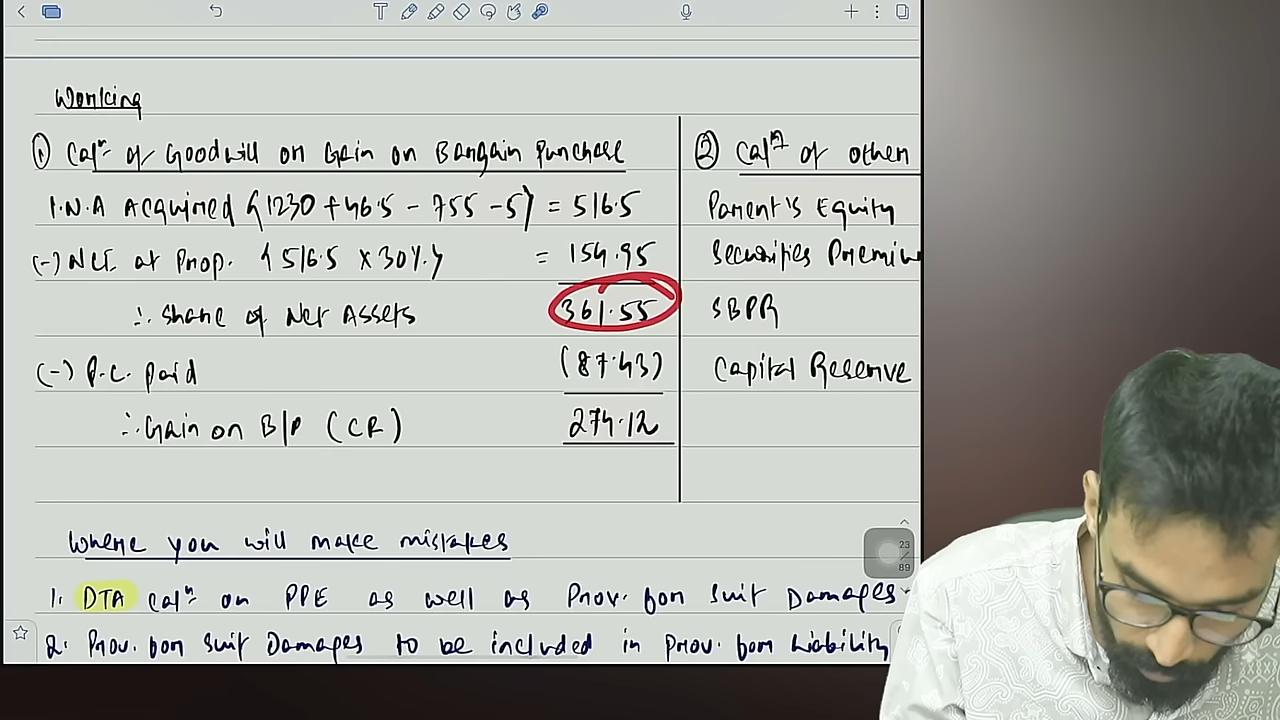 Working
① Calⁿ of Goodwill on Gain on Bargain Purchase
I.N.A Acquired {1230 + 46.5 - 755 - 5} = 516.5
(-) NCI at Prop. {516.5 x 30%} = 154.95
∴ Share of Net Assets 361.55
(-) P.C. paid (87.43)
∴ Gain on B/P (CR) 274.12
② Calⁿ of other
Parent's Equity
Securities Premium
SBPR
Capital Reserve
Where you will make mistakes
1. DTA Calⁿ on PPE as well as Prov. for Suit Damages
2. Prov. for Suit Damages to be included in Prov. for Liability
23
89